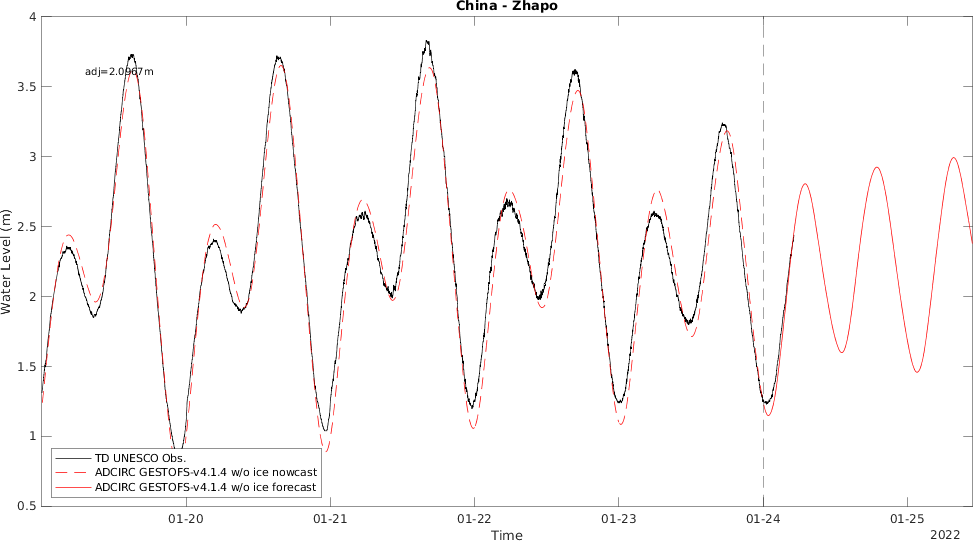 China - Zhapo
4
3.5
3
2.5
2
1.5
1
0.5
Water Level (m)
adj=2.0967m
TD UNESCO Obs.
ADCIRC GESTOFS-v4.1.4 w/o ice nowcast
ADCIRC GESTOFS-v4.1.4 w/o ice forecast
01-20
01-21
01-22
01-23
01-24
01-25
Time
2022